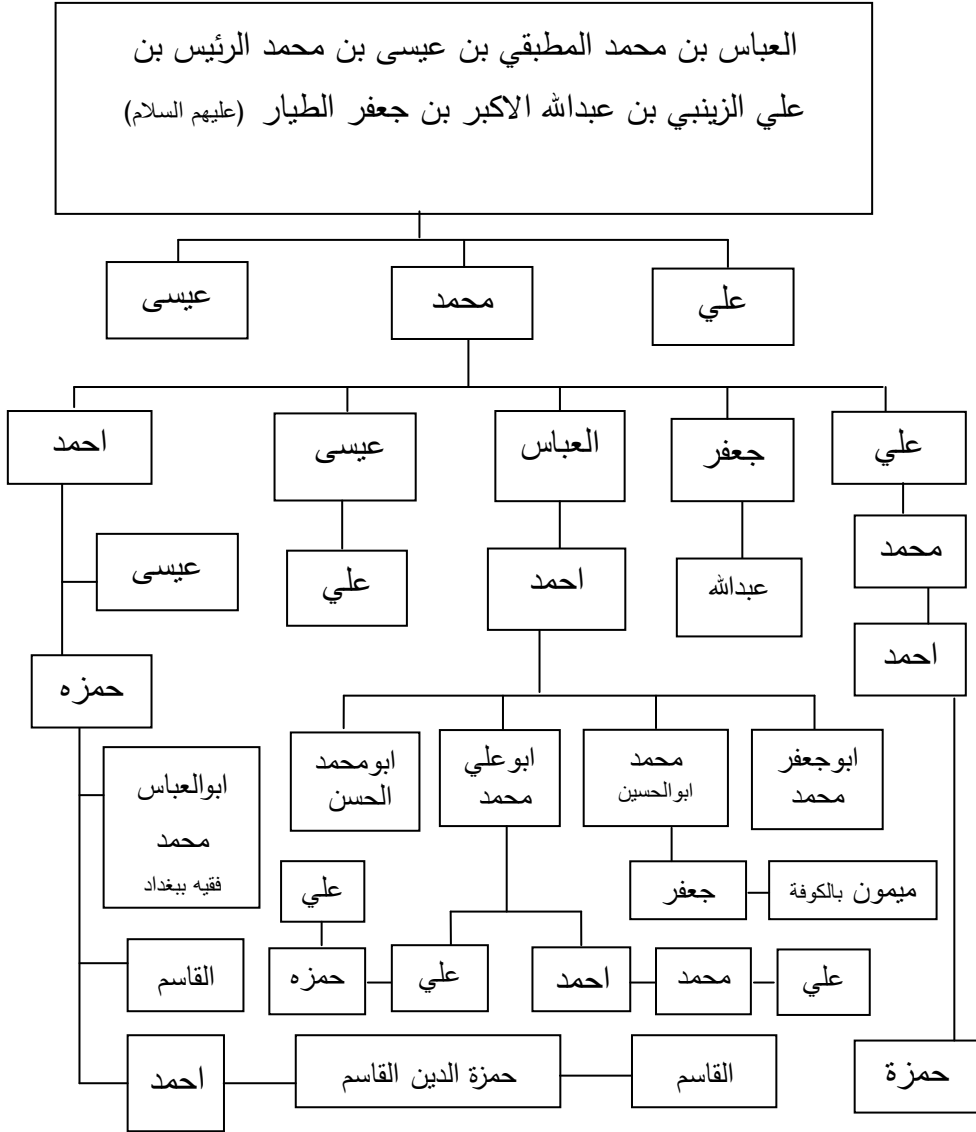 العباس بن محمد المطبقي بن عيسى بن محمد الرئيس بن
علي الزينبي بن عبدالله الاكبر بن جعفر الطيار (عليهم السلام)
علي
محمد
عيسى
علي
جعفر
العباس
عيسى
احمد
محمد
عبدالله
احمد
علي
عيسى
احمد
حمزه
ابوجعفر
محمد
محمد
ابوالحسين
ابوعلي
محمد
ابومحمد
الحسن
ابوالعباس
محمد
فقيه ببغداد
ميمون بالكوفة
جعفر
علي
علي
محمد
احمد
علي
حمزه
القاسم
حمزة
القاسم
حمزة الدين القاسم
احمد